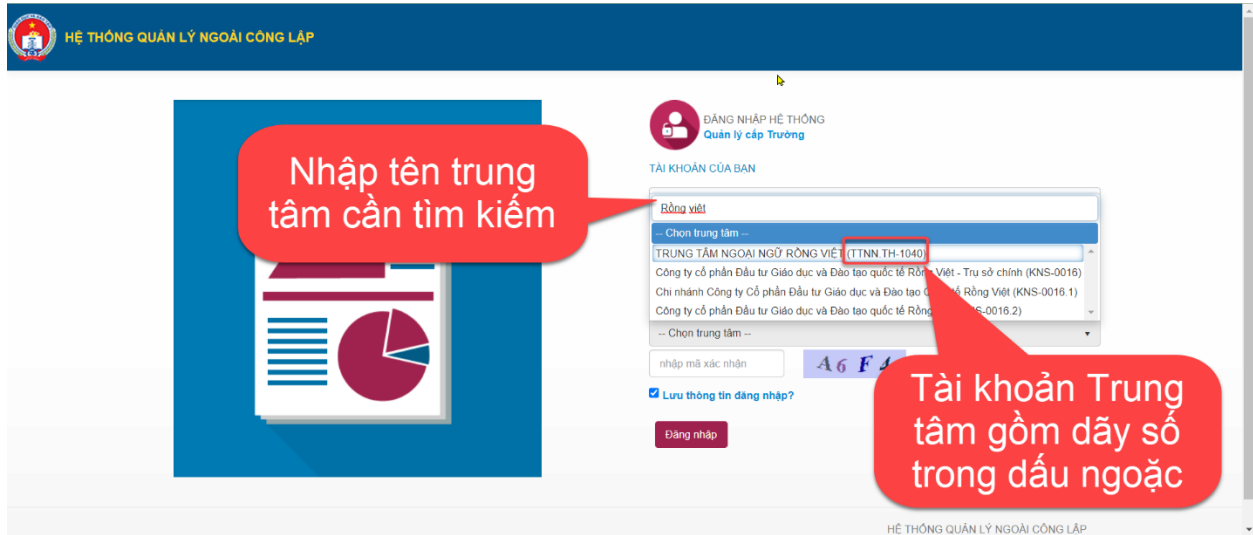 HỆ THỐNG QUẢN LÝ NGOÀI CÔNG LẬP
ĐĂNG NHẬP HỆ THỐNG
Quản lý cấp Trường
TÀI KHOẢN CỦA BẠN
Nhập tên trung
tâm cần tìm kiếm
Rồng việt
-- Chọn trung tâm --
TRUNG TÂM NGOẠI NGỮ RỒNG VIỆT (TTNN.TH-1040)
Công ty cổ phần Đầu tư Giáo dục và Đào tạo quốc tế Rồng Việt - Trụ sở chính (KNS-0016)
Chi nhánh Công ty Cổ phần Đầu tư Giáo dục và Đào tạo tế Rồng Việt (KNS-0016.1)
Công ty cổ phần Đầu tư Giáo dục và Đào tạo quốc tế Rồng
-- Chọn trung tâm --
nhập mã xác nhận
A6 F
Lưu thông tin đăng nhập?
Đăng nhập
Tài khoản Trung
tâm gồm dãy số
trong dấu ngoặc
HỆ THỐNG QUẢN LÝ NGOÀI CÔNG LẬP